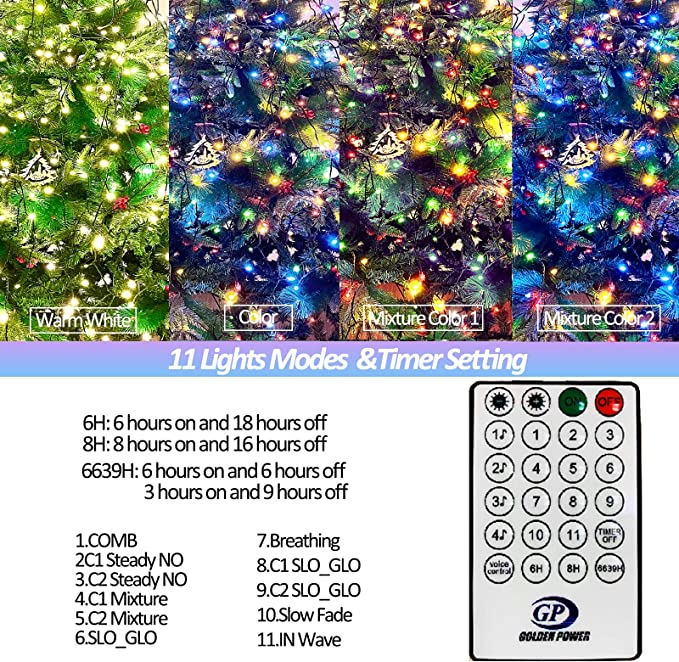 Warm White
Color
Mixture Color 1
Mixture Color 2
11 Lights Modes &Timer Setting
6H: 6 hours on and 18 hours off
8H: 8 hours on and 16 hours off
6639H: 6 hours on and 6 hours off
3 hours on and 9 hours off
1.COMB
2C1 Steady NO
3.C2 Steady NO
4.C1 Mixture
5.C2 Mixture
6.SLO_GLO
7.Breathing
8.C1 SLO_GLO
9.C2 SLO_GLO
10.Slow Fade
11.IN Wave
- + ON OFF
1♪ 1 2 3
2♪ 4 5 6
3♪ 7 8 9
4♪ 10 11 TIMER OFF
voice control 6H 8H 6639H
GP
GOLDEN POWER